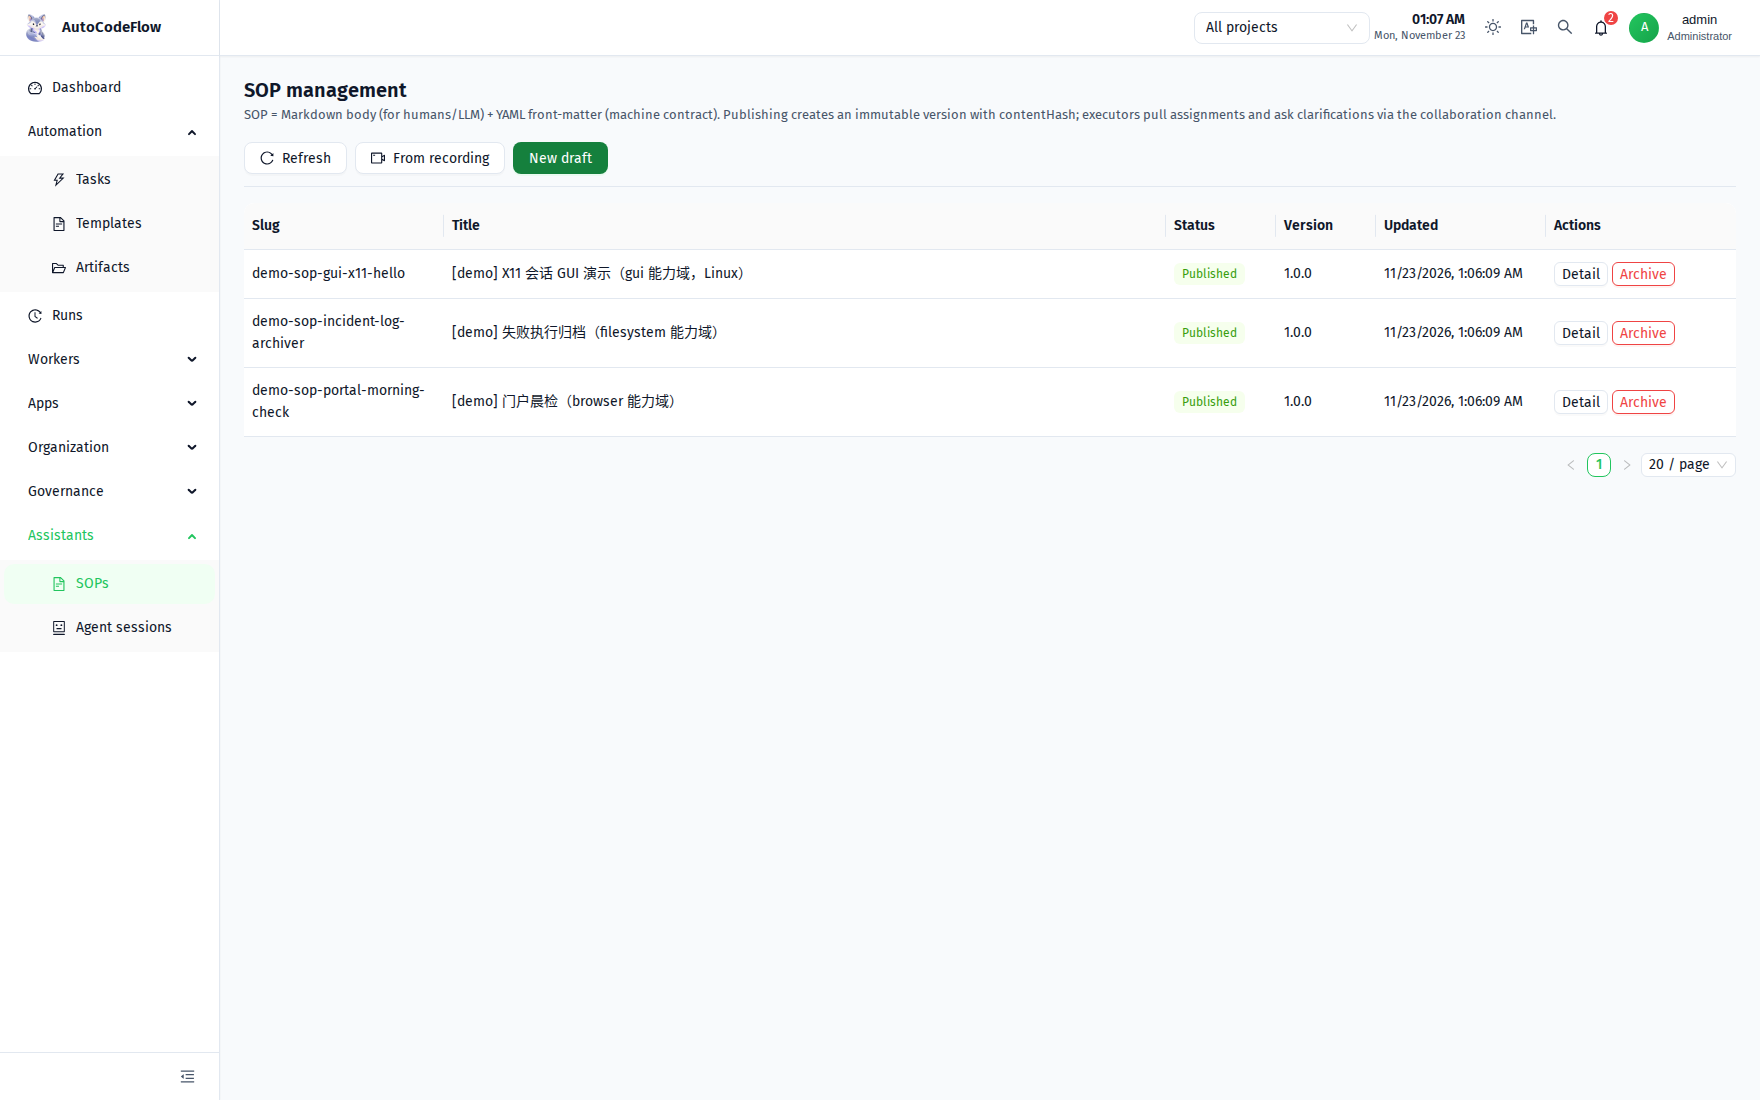 AutoCodeFlow
All projects
01:07 AM
Mon, November 23
2
A
admin
Administrator
Dashboard
Automation
Tasks
Templates
Artifacts
Runs
Workers
Apps
Organization
Governance
Assistants
SOPs
Agent sessions
SOP management
SOP = Markdown body (for humans/LLM) + YAML front-matter (machine contract). Publishing creates an immutable version with contentHash; executors pull assignments and ask clarifications via the collaboration channel.
Refresh
From recording
New draft
Slug Title Status Version Updated Actions
demo-sop-gui-x11-hello [demo] X11 会话 GUI 演示（gui 能力域，Linux） Published 1.0.0 11/23/2026, 1:06:09 AM Detail Archive
demo-sop-incident-log-
archiver
[demo] 失败执行归档（filesystem 能力域） Published 1.0.0 11/23/2026, 1:06:09 AM Detail Archive
demo-sop-portal-morning-
check
[demo] 门户晨检（browser 能力域） Published 1.0.0 11/23/2026, 1:06:09 AM Detail Archive
1
20 / page